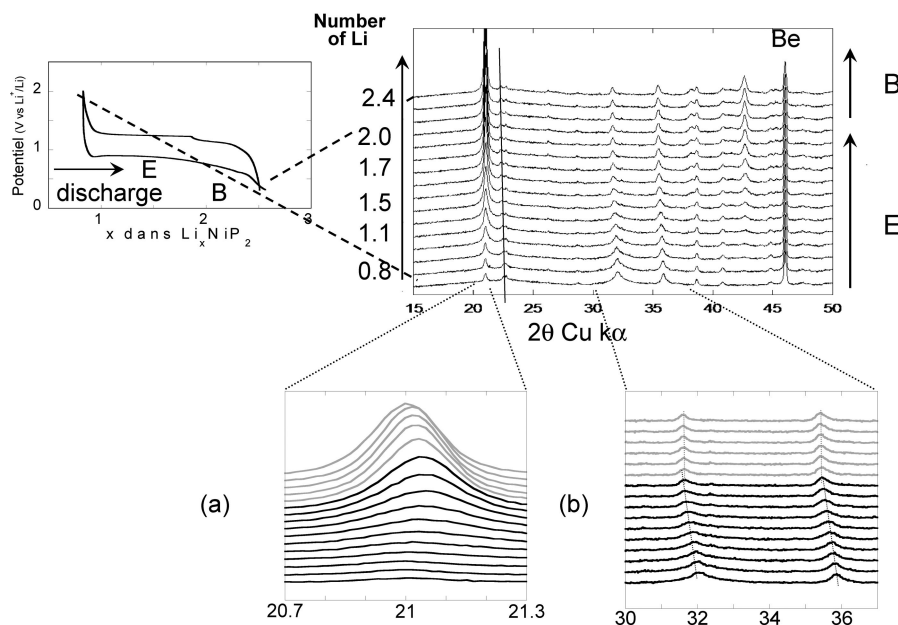 Number
of Li
2.4
2.0
1.7
1.5
1.1
0.8
Be
B
E
15 20 25 30 35 40 45 50
2θ Cu kα
Potentiel (V vs Li+/Li)
2
1
0
E
B
discharge
1 2 3
x dans LixNiP2
(a)
20.7 21 21.3
(b)
30 32 34 36